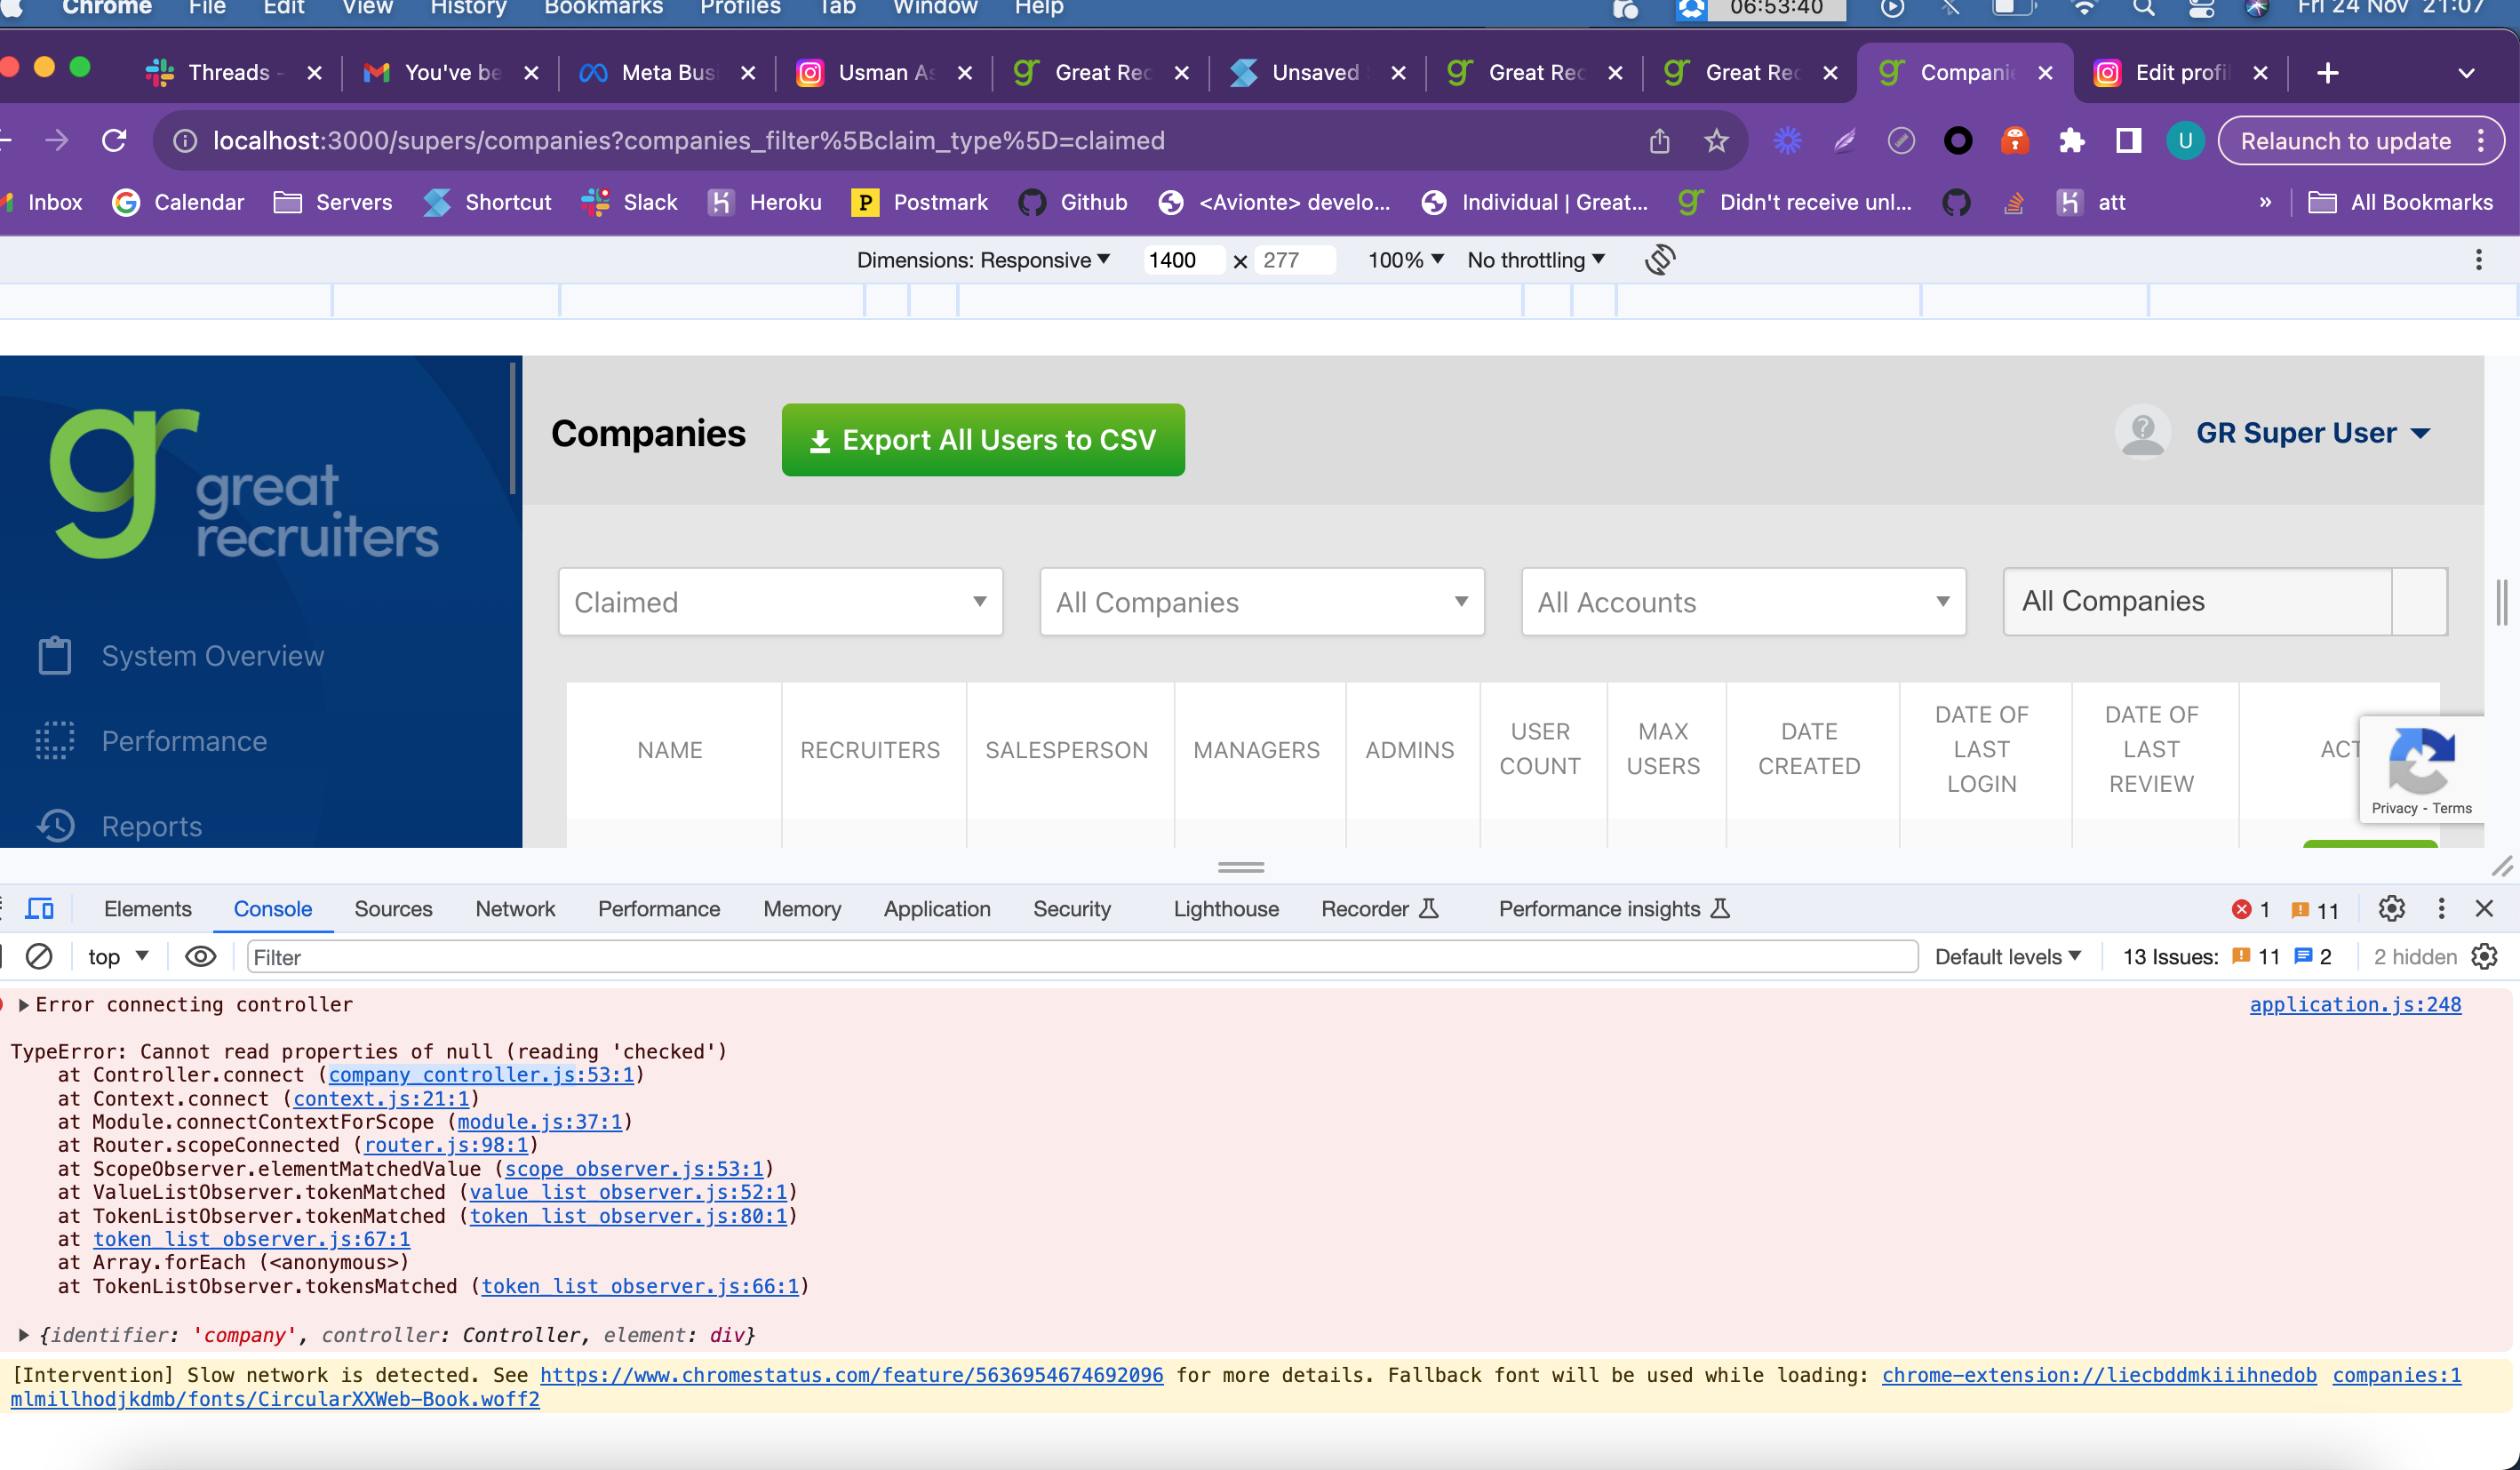 Chrome File Edit View History Bookmarks Profiles Tab Window Help 06:53:40 Fri 24 Nov 21:07
Threads - You've be Meta Busi Usman As Great Rec Unsaved Great Rec Great Rec Companie Edit profil
localhost:3000/supers/companies?companies_filter%5Bclaim_type%5D=claimed U Relaunch to update
Inbox Calendar Servers Shortcut Slack Heroku P Postmark Github <Avionte> develo... Individual | Great... Didn't receive unl... att » All Bookmarks
Dimensions: Responsive 1400 × 277 100% No throttling
gr great recruiters
Companies Export All Users to CSV GR Super User
Claimed All Companies All Accounts All Companies
System Overview
Performance
Reports
NAME RECRUITERS SALESPERSON MANAGERS ADMINS USER COUNT MAX USERS DATE CREATED DATE OF LAST LOGIN DATE OF LAST REVIEW ACT
Privacy - Terms
Elements Console Sources Network Performance Memory Application Security Lighthouse Recorder Performance insights 1 11
top Filter Default levels 13 Issues: 11 2 2 hidden
Error connecting controller application.js:248
TypeError: Cannot read properties of null (reading 'checked')
at Controller.connect (company_controller.js:53:1)
at Context.connect (context.js:21:1)
at Module.connectContextForScope (module.js:37:1)
at Router.scopeConnected (router.js:98:1)
at ScopeObserver.elementMatchedValue (scope_observer.js:53:1)
at ValueListObserver.tokenMatched (value_list_observer.js:52:1)
at TokenListObserver.tokenMatched (token_list_observer.js:80:1)
at token_list_observer.js:67:1
at Array.forEach (<anonymous>)
at TokenListObserver.tokensMatched (token_list_observer.js:66:1)
{identifier: 'company', controller: Controller, element: div}
[Intervention] Slow network is detected. See https://www.chromestatus.com/feature/5636954674692096 for more details. Fallback font will be used while loading: chrome-extension://liecbddmkiiihnedob companies:1
mlmillhodjkdmb/fonts/CircularXXWeb-Book.woff2